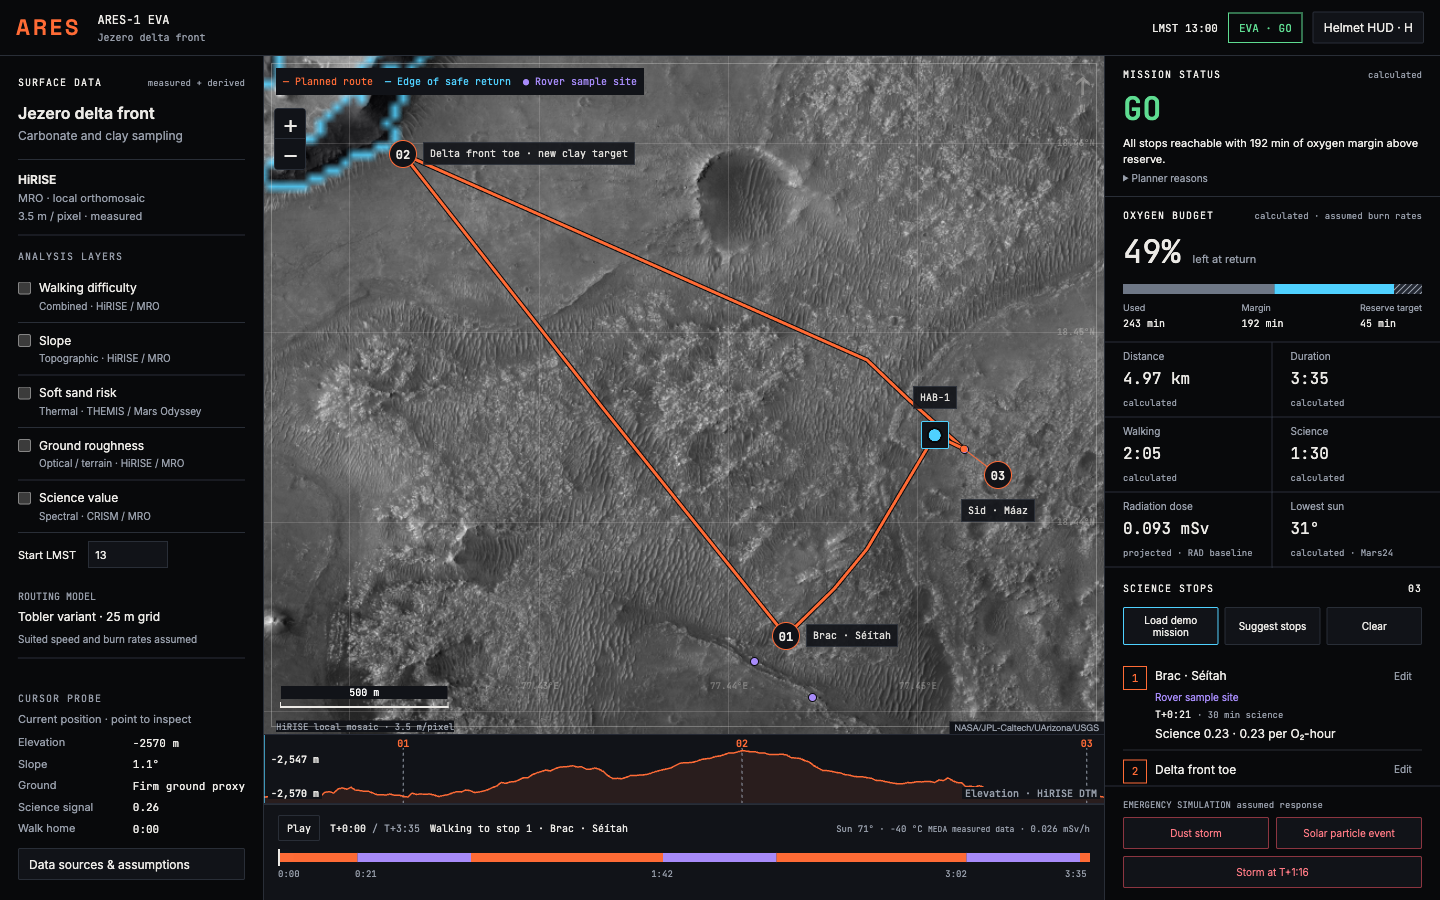 ARES
ARES-1 EVA
Jezero delta front
LMST 13:00
EVA · GO
Helmet HUD · H
SURFACE DATA
measured + derived
Jezero delta front
Carbonate and clay sampling
HiRISE
MRO · local orthomosaic
3.5 m / pixel · measured
ANALYSIS LAYERS
Walking difficulty
Combined · HiRISE / MRO
Slope
Topographic · HiRISE / MRO
Soft sand risk
Thermal · THEMIS / Mars Odyssey
Ground roughness
Optical / terrain · HiRISE / MRO
Science value
Spectral · CRISM / MRO
Start LMST 13
ROUTING MODEL
Tobler variant · 25 m grid
Suited speed and burn rates assumed
CURSOR PROBE
Current position · point to inspect
Elevation -2570 m
Slope 1.1°
Ground Firm ground proxy
Science signal 0.26
Walk home 0:00
Data sources & assumptions
Planned route
Edge of safe return
Rover sample site
+
−
02
Delta front toe · new clay target
18.45°N
HAB-1
03
Sid · Máaz
01
Brac · Séítah
77.43°E
77.44°E
77.45°E
500 m
HiRISE local mosaic · 3.5 m/pixel
NASA/JPL-Caltech/UArizona/USGS
01
02
03
-2,547 m
-2,570 m
Elevation · HiRISE DTM
Play
T+0:00 / T+3:35
Walking to stop 1 · Brac · Séítah
Sun 71° · -40 °C MEDA measured data · 0.026 mSv/h
0:00
0:21
1:42
3:02
3:35
MISSION STATUS
calculated
GO
All stops reachable with 192 min of oxygen margin above
reserve.
Planner reasons
OXYGEN BUDGET
calculated · assumed burn rates
49% left at return
Used
243 min
Margin
192 min
Reserve target
45 min
Distance
4.97 km
calculated
Duration
3:35
calculated
Walking
2:05
calculated
Science
1:30
calculated
Radiation dose
0.093 mSv
projected · RAD baseline
Lowest sun
31°
calculated · Mars24
SCIENCE STOPS
03
Load demo
mission
Suggest stops
Clear
1
Brac · Séítah
Edit
Rover sample site
T+0:21 · 30 min science
Science 0.23 · 0.23 per O₂-hour
2
Delta front toe
Edit
EMERGENCY SIMULATION assumed response
Dust storm
Solar particle event
Storm at T+1:16